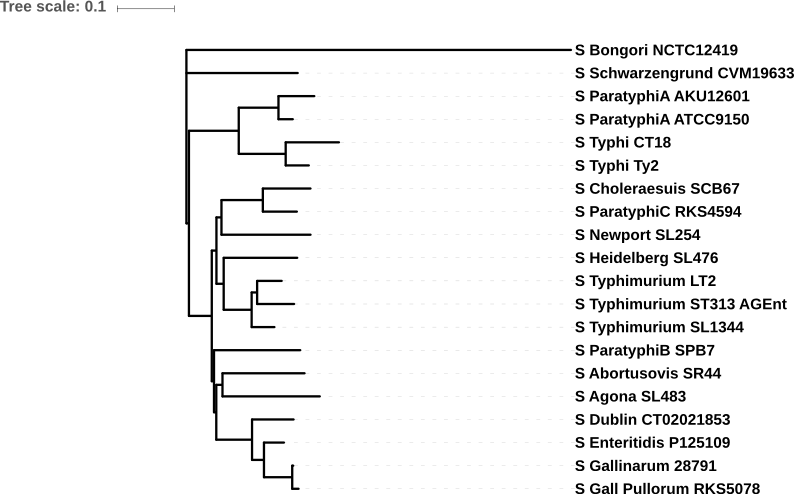 Tree scale: 0.1
S Bongori NCTC12419
S Schwarzengrund CVM19633
S ParatyphiA AKU12601
S ParatyphiA ATCC9150
S Typhi CT18
S Typhi Ty2
S Choleraesuis SCB67
S ParatyphiC RKS4594
S Newport SL254
S Heidelberg SL476
S Typhimurium LT2
S Typhimurium ST313 AGEnt
S Typhimurium SL1344
S ParatyphiB SPB7
S Abortusovis SR44
S Agona SL483
S Dublin CT02021853
S Enteritidis P125109
S Gallinarum 28791
S Gall Pullorum RKS5078